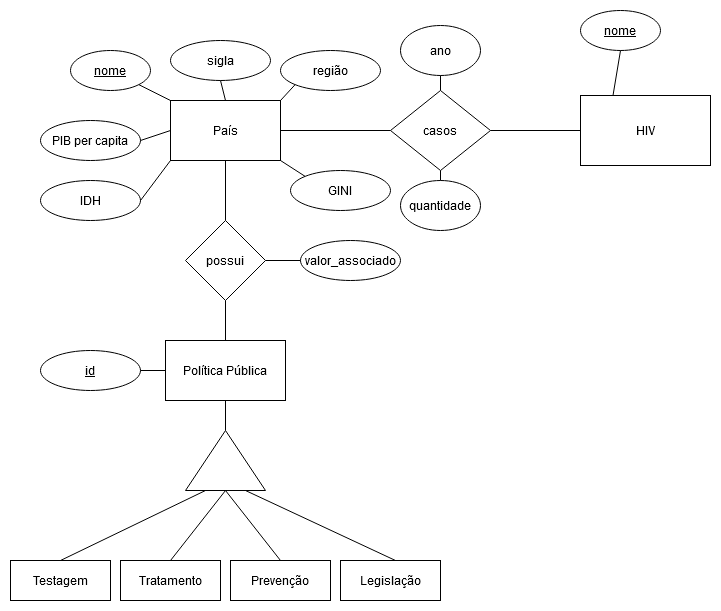 nome
sigla
região
ano
nome
País
casos
HIV
PIB per capita
IDH
GINI
quantidade
possui
valor_associado
id
Política Pública
Testagem
Tratamento
Prevenção
Legislação